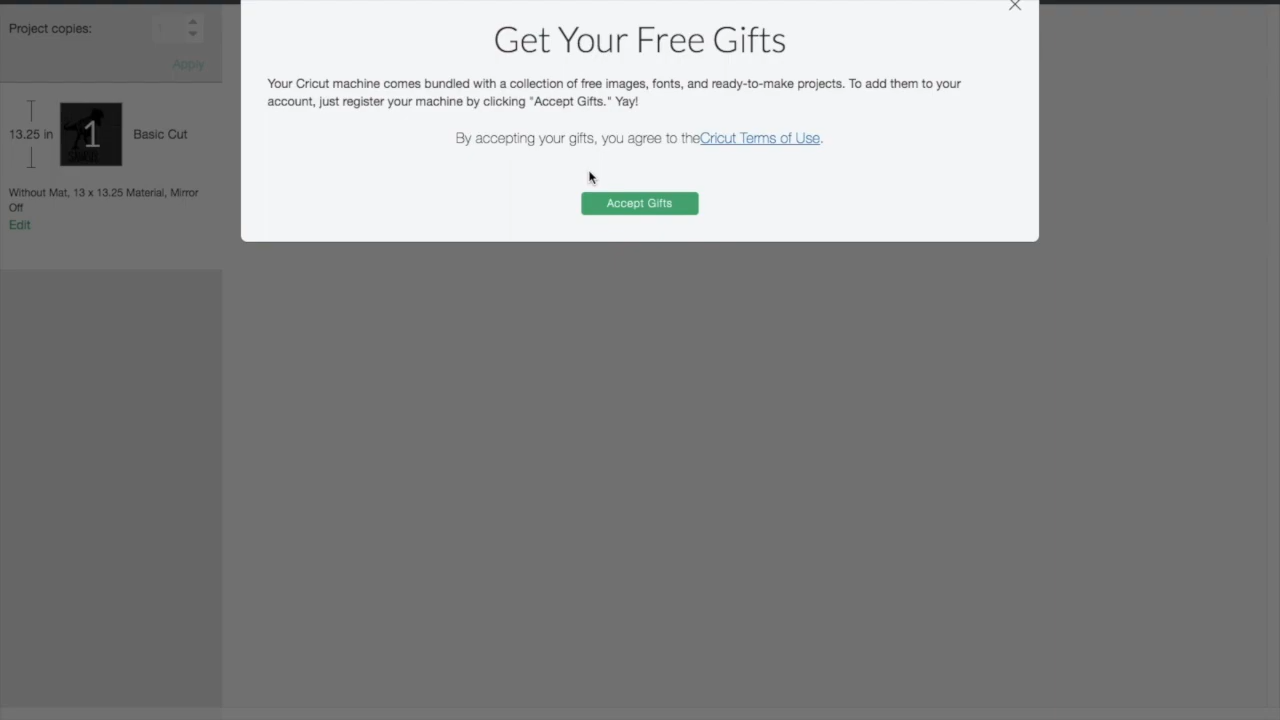 Project copies:
1
Apply
13.25 in
1
Basic Cut
Without Mat, 13 x 13.25 Material, Mirror
Off
Edit
Get Your Free Gifts
Your Cricut machine comes bundled with a collection of free images, fonts, and ready-to-make projects. To add them to your
account, just register your machine by clicking "Accept Gifts." Yay!
By accepting your gifts, you agree to theCricut Terms of Use.
Accept Gifts